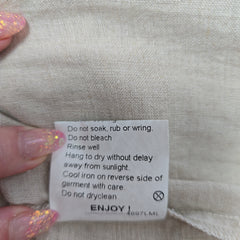 Do not soak, rub or wring.
Do not bleach
Rinse well
Hang to dry without delay
away from sunlight.
Cool iron on reverse side of
garment with care.
Do not dryclean
ENJOY !